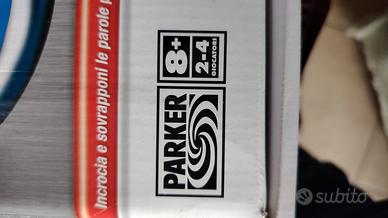 Incrocia e sovrapponi le parole p
PARKER
8+
2-4
GIOCATORI
subito